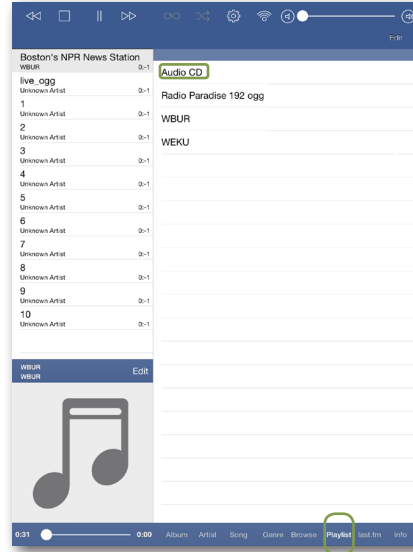 Edit
Boston's NPR News Station
WBUR 0:-1
live_ogg
Unknown Artist 0:-1
1
Unknown Artist 0:-1
2
Unknown Artist 0:-1
3
Unknown Artist 0:-1
4
Unknown Artist 0:-1
5
Unknown Artist 0:-1
6
Unknown Artist 0:-1
7
Unknown Artist 0:-1
8
Unknown Artist 0:-1
9
Unknown Artist 0:-1
10
Unknown Artist 0:-1
Audio CD
Radio Paradise 192 ogg
WBUR
WEKU
WBUR
WBUR
Edit
0:31 0:00
Album Artist Song Genre Browse Playlist last.fm Info